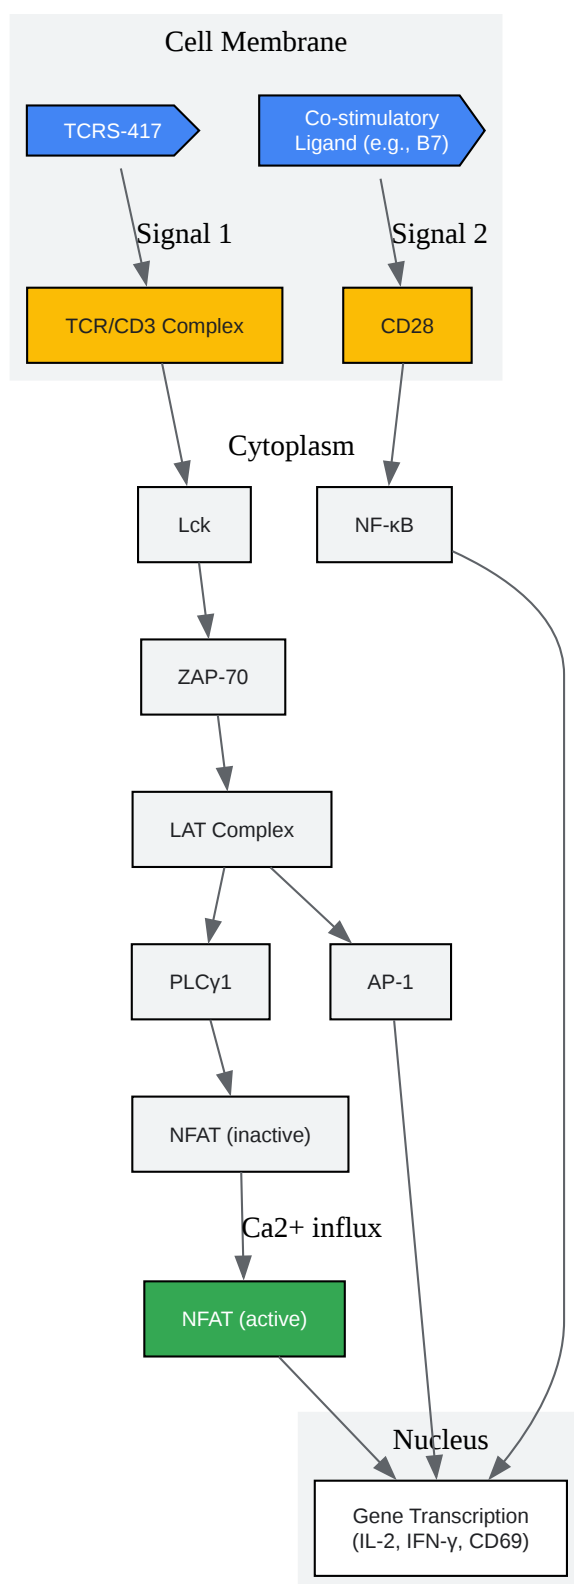 Cell Membrane
TCRS-417
Co-stimulatory
Ligand (e.g., B7)
Signal 1
Signal 2
TCR/CD3 Complex
CD28
Cytoplasm
Lck
NF-κB
ZAP-70
LAT Complex
PLCγ1
AP-1
NFAT (inactive)
Ca2+ influx
NFAT (active)
Nucleus
Gene Transcription
(IL-2, IFN-γ, CD69)